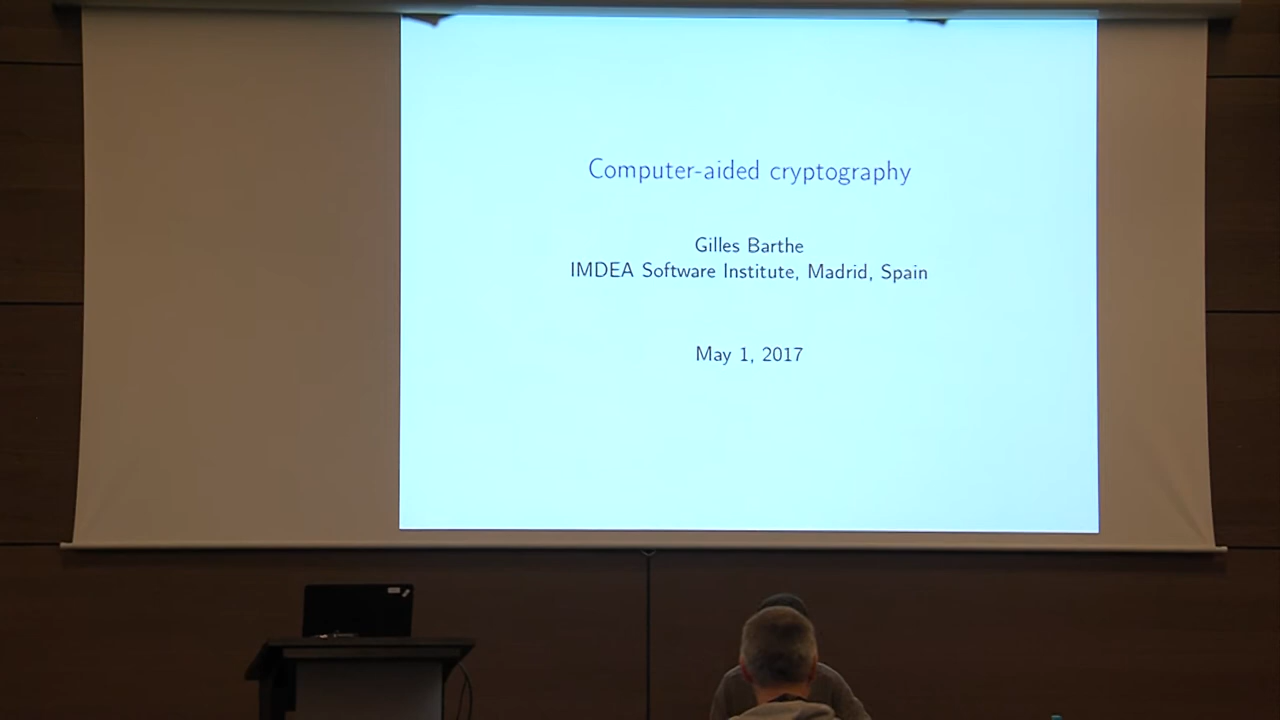 Computer-aided cryptography
Gilles Barthe
IMDEA Software Institute, Madrid, Spain
May 1, 2017